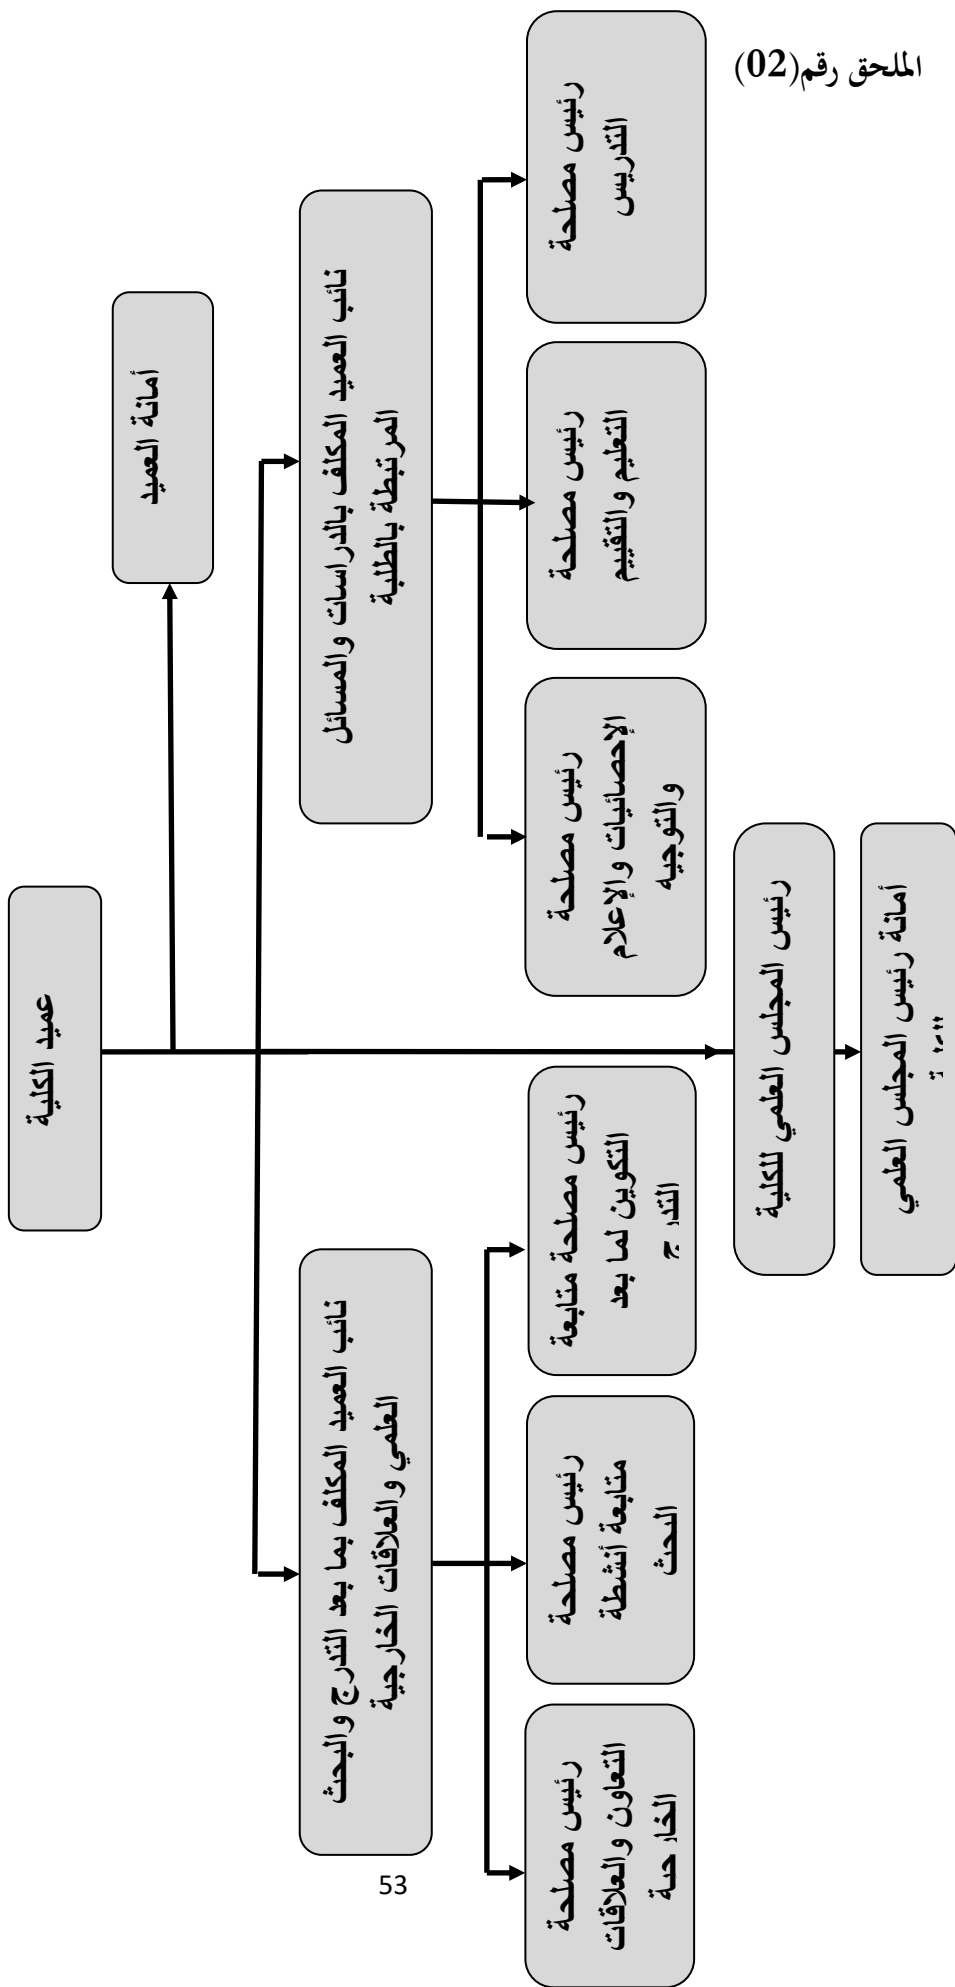 الملحق رقم(02)
عميد الكلية
أمانة العميد
نائب العميد المكلف بالدراسات والمسائل
المرتبطة بالطلبة
رئيس مصلحة
التدريس
رئيس مصلحة
التعليم والتقييم
رئيس مصلحة
الإحصائيات والإعلام
والتوجيه
نائب العميد المكلف بما بعد التدرج والبحث
العلمي والعلاقات الخارجية
رئيس مصلحة متابعة
التكوين لما بعد
التدرج
رئيس مصلحة
متابعة أنشطة
البحث
رئيس مصلحة
التعاون والعلاقات
الخارجية
رئيس المجلس العلمي للكلية
أمانة رئيس المجلس العلمي
53